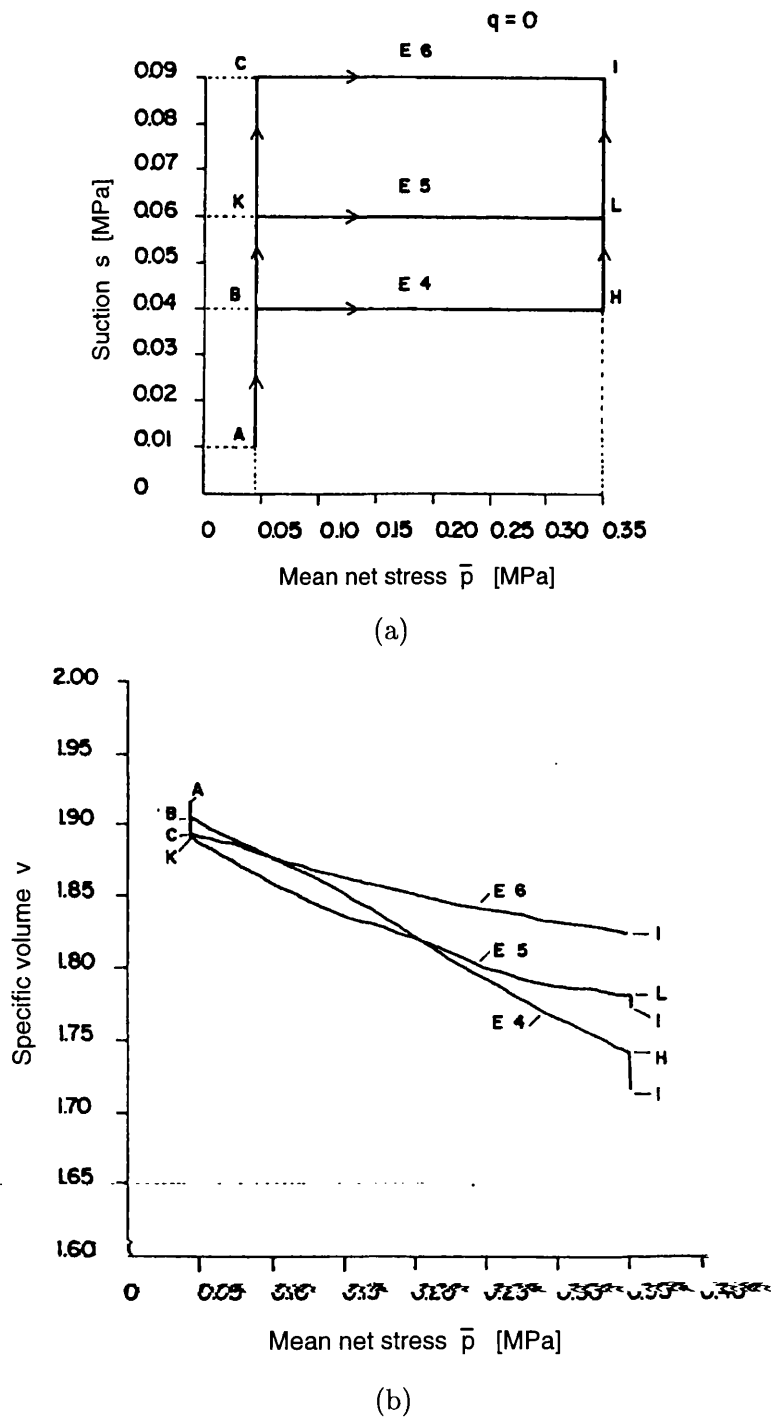 q = 0
C E 6 I
0.09
0.08
0.07
K E 5 L
0.06
0.05
B E 4 H
0.04
0.03
0.02
A
0.01
0
Suction s [MPa]
0 0.05 0.10 0.15 0.20 0.25 0.30 0.35
Mean net stress p̅ [MPa]
(a)
2.00
1.95
A
B
1.90
C
K
1.85
E 6
I
1.80
E 5
L
I
E 4
1.75
H
I
1.70
1.65
1.60
Specific volume v
0 0.05
Mean net stress p̅ [MPa]
(b)